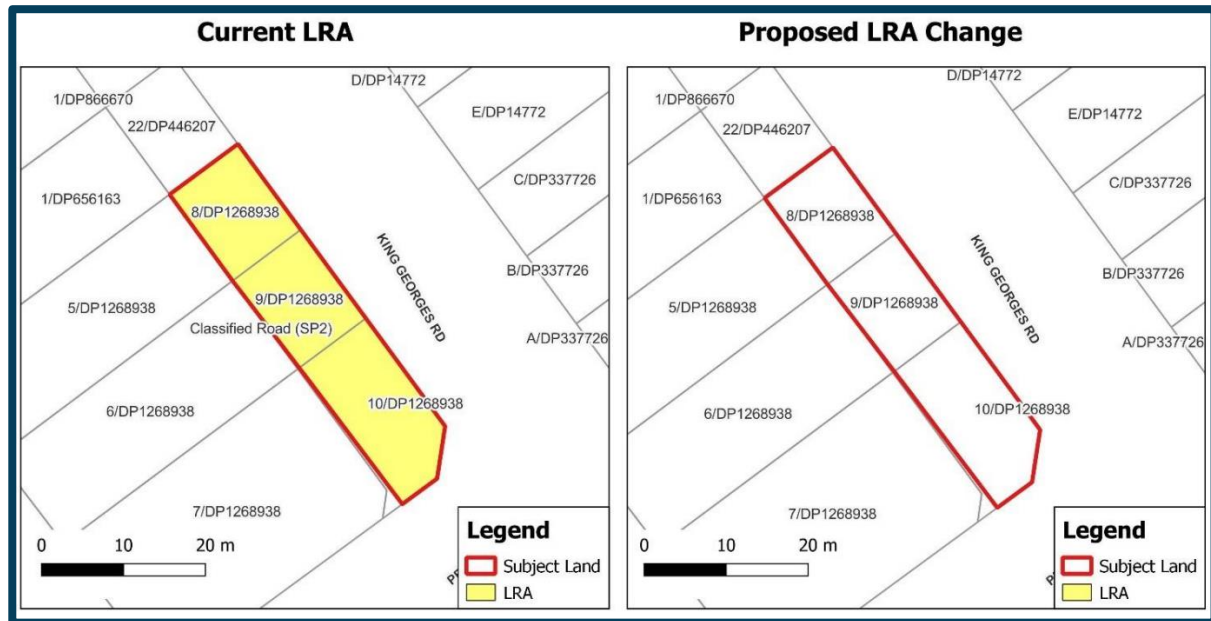 Current LRA
D/DP14772
1/DP866670
E/DP14772
22/DP446207
C/DP337726
1/DP656163
8/DP1268938
KING GEORGES RD
B/DP337726
9/DP1268938
5/DP1268938
Classified Road (SP2)
A/DP337726
10/DP1268938
6/DP1268938
7/DP1268938
0 10 20 m
Legend
Subject Land
LRA
Proposed LRA Change
D/DP14772
1/DP866670
E/DP14772
22/DP446207
C/DP337726
1/DP656163
8/DP1268938
KING GEORGES RD
B/DP337726
9/DP1268938
5/DP1268938
A/DP337726
10/DP1268938
6/DP1268938
7/DP1268938
0 10 20 m
Legend
Subject Land
LRA